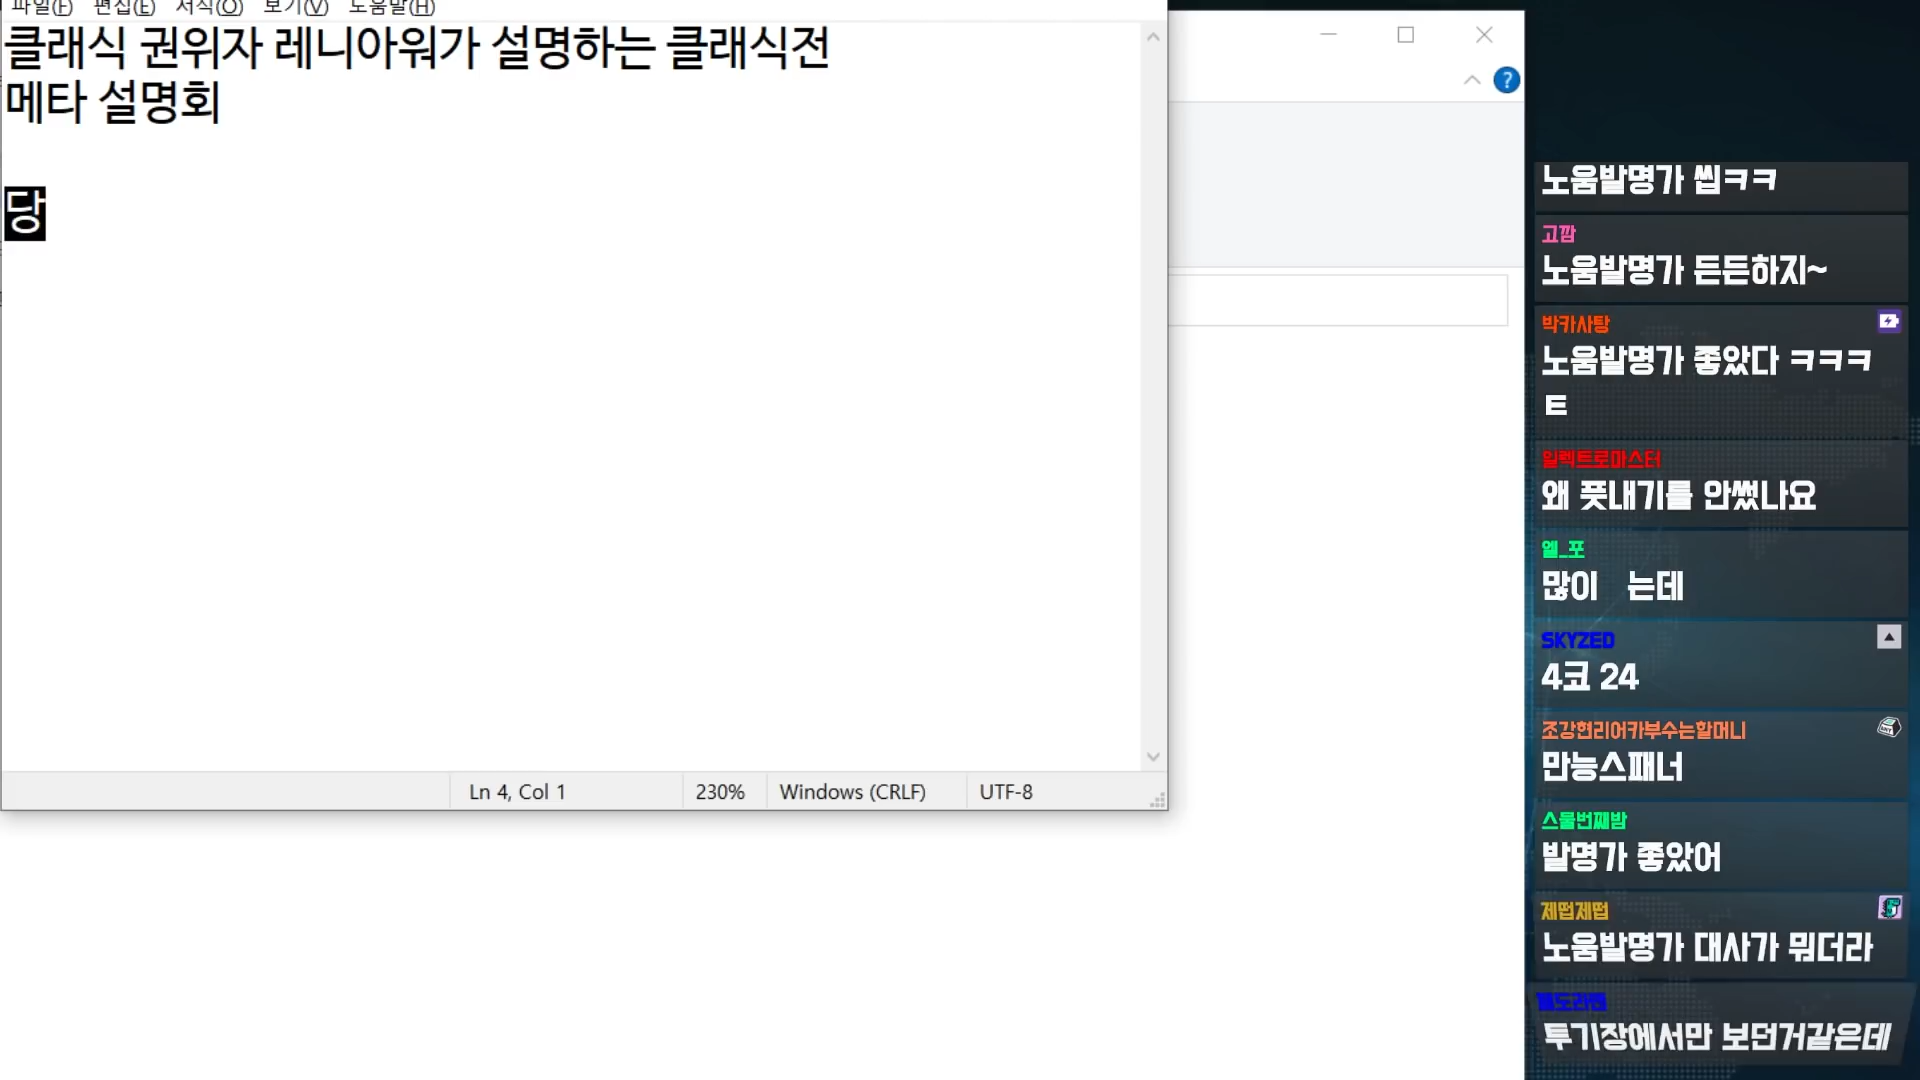 파일(F) 편집(E) 서식(O) 보기(V) 도움말(H)
클래식 권위자 레니아워가 설명하는 클래식전
메타 설명회
당
Ln 4, Col 1
230%
Windows (CRLF)
UTF-8
노움발명가 씹ㅋㅋ
고깜
노움발명가 든든하지~
박카사탕
노움발명가 좋았다 ㅋㅋㅋ
ㅌ
일렉트로마스터
왜 풋내기를 안썼나요
엘_포
많이 는데
SKYZED
4코 24
조강현리어카부수는할머니
만능스패너
스물번째밤
발명가 좋았어
제떱제떱
노움발명가 대사가 뭐더라
투기장에서만 보던거같은데